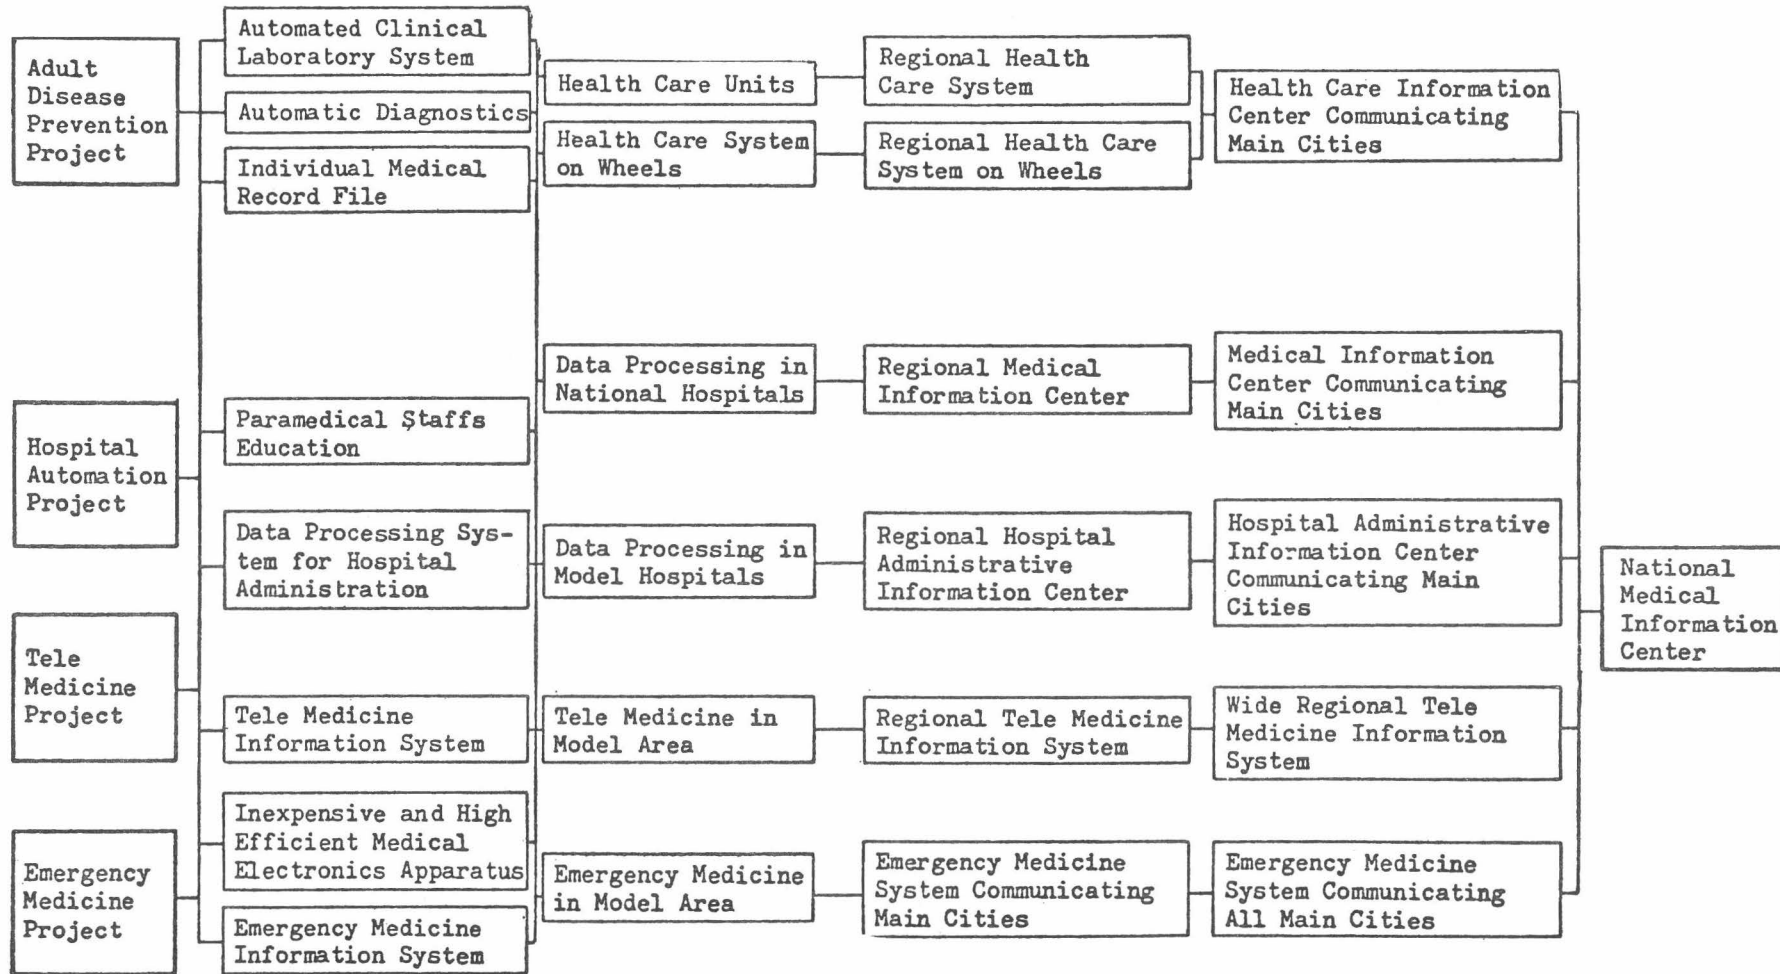 Adult
Disease
Prevention
Project
Hospital
Automation
Project
Tele
Medicine
Project
Emergency
Medicine
Project
Automated Clinical
Laboratory System
Automatic Diagnostics
Individual Medical
Record File
Paramedical Staffs
Education
Data Processing Sys-
tem for Hospital
Administration
Tele Medicine
Information System
Inexpensive and High
Efficient Medical
Electronics Apparatus
Emergency Medicine
Information System
Health Care Units
Health Care System
on Wheels
Data Processing in
National Hospitals
Data Processing in
Model Hospitals
Tele Medicine in
Model Area
Emergency Medicine
in Model Area
Regional Health
Care System
Regional Health Care
System on Wheels
Regional Medical
Information Center
Regional Hospital
Administrative
Information Center
Regional Tele Medicine
Information System
Emergency Medicine
System Communicating
Main Cities
Health Care Information
Center Communicating
Main Cities
Medical Information
Center Communicating
Main Cities
Hospital Administrative
Information Center
Communicating Main
Cities
Wide Regional Tele
Medicine Information
System
Emergency Medicine
System Communicating
All Main Cities
National
Medical
Information
Center